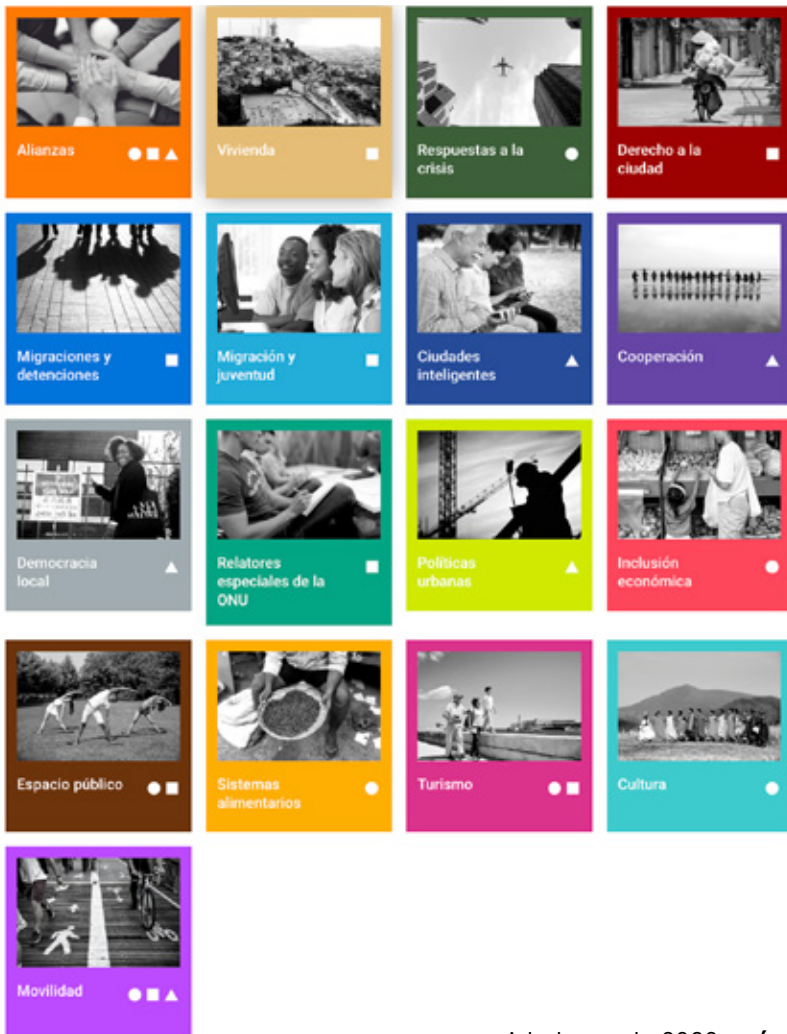 Alianzas
Vivienda
Respuestas a la
crisis
Derecho a la
ciudad
Migraciones y
detenciones
Migración y
juventud
Ciudades
inteligentes
Cooperación
Democracia
local
Relatores
especiales de la
ONU
Políticas
urbanas
Inclusión
económica
Espacio público
Sistemas
alimentarios
Turismo
Cultura
Movilidad